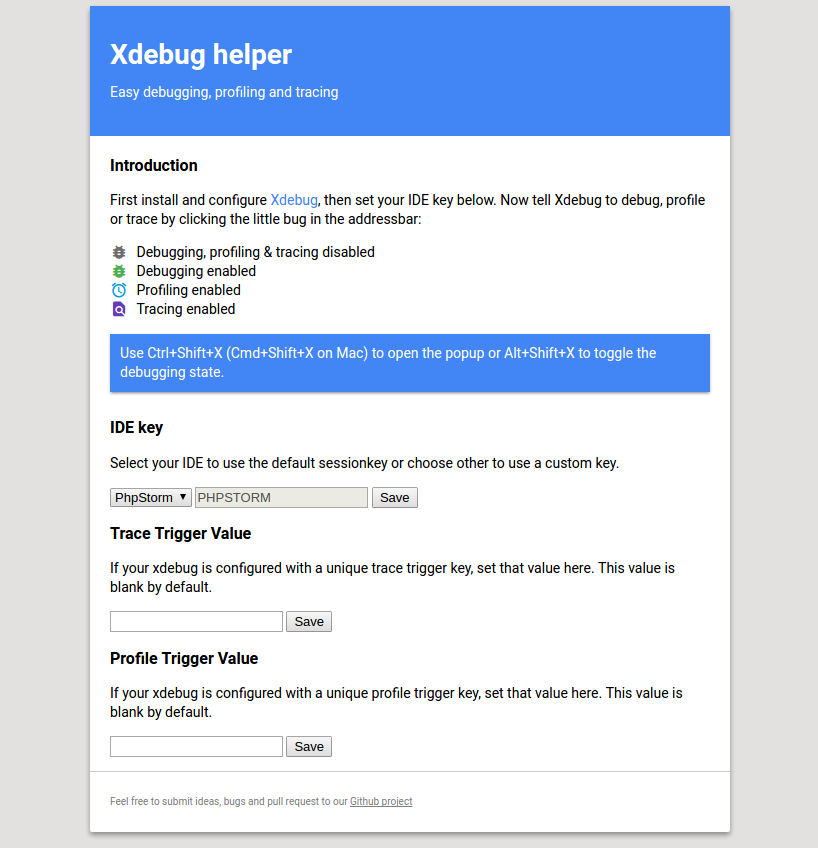 Xdebug helper
Easy debugging, profiling and tracing
Introduction
First install and configure Xdebug, then set your IDE key below. Now tell Xdebug to debug, profile
or trace by clicking the little bug in the addressbar:
Debugging, profiling & tracing disabled
Debugging enabled
Profiling enabled
Tracing enabled
Use Ctrl+Shift+X (Cmd+Shift+X on Mac) to open the popup or Alt+Shift+X to toggle the
debugging state.
IDE key
Select your IDE to use the default sessionkey or choose other to use a custom key.
PhpStorm PHPSTORM Save
Trace Trigger Value
If your xdebug is configured with a unique trace trigger key, set that value here. This value is
blank by default.
Save
Profile Trigger Value
If your xdebug is configured with a unique profile trigger key, set that value here. This value is
blank by default.
Save
Feel free to submit ideas, bugs and pull request to our Github project